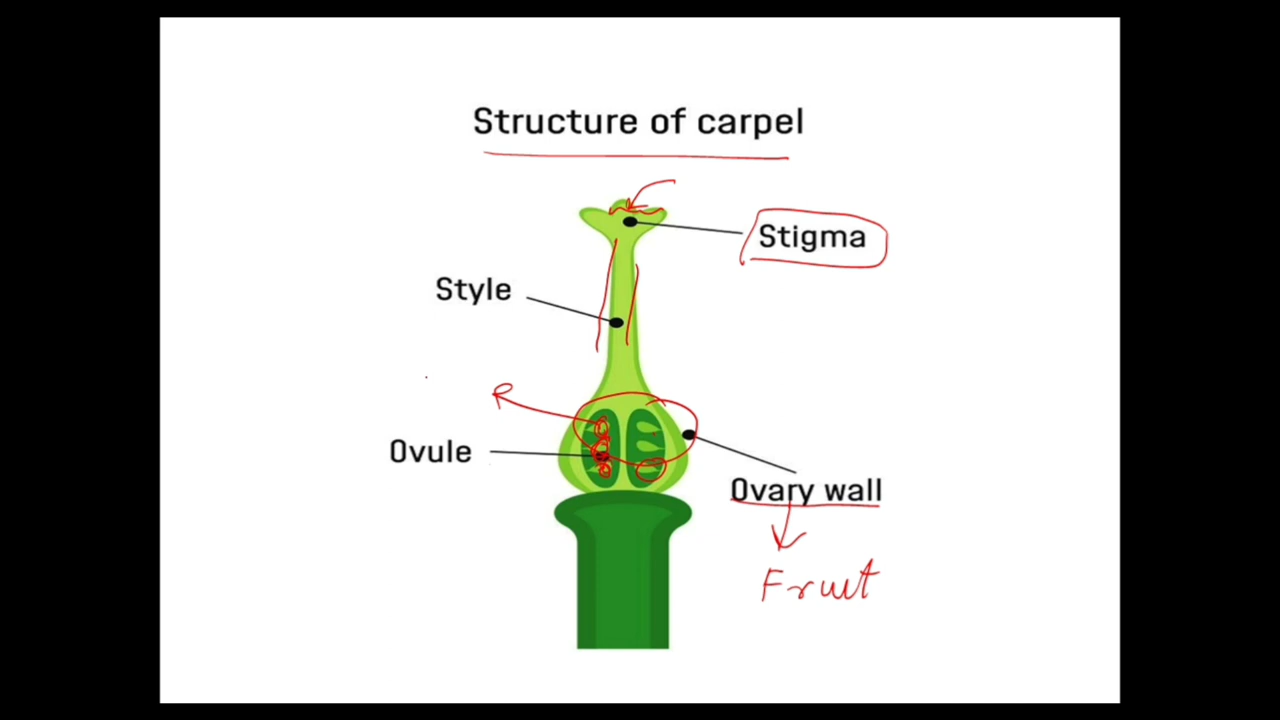 Structure of carpel
Stigma
Style
Ovule
Ovary wall
Fruit